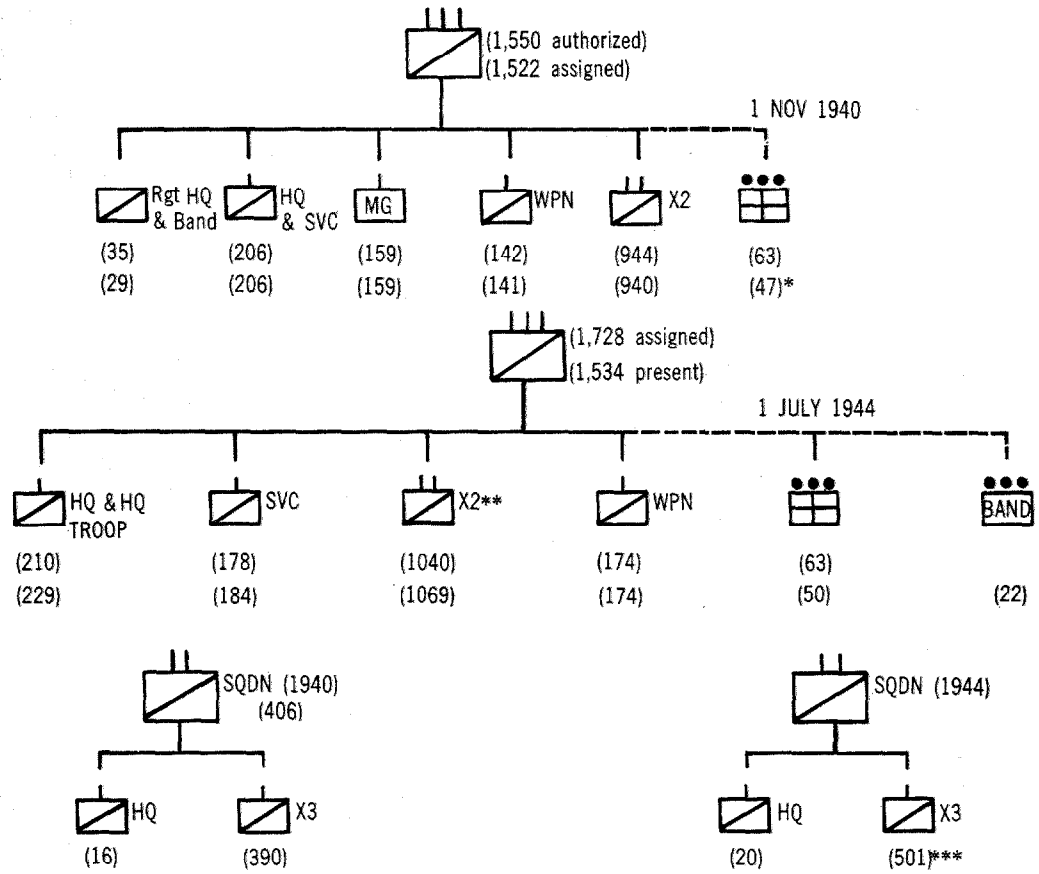 (1,550 authorized)
(1,522 assigned)
1 NOV 1940
Rgt HQ & Band
HQ & SVC
MG
WPN
X2
(35) (206) (159) (142) (944) (63)
(29) (206) (159) (141) (940) (47)*
(1,728 assigned)
(1,534 present)
1 JULY 1944
HQ & HQ TROOP
SVC
X2**
WPN
BAND
(210) (178) (1040) (174) (63)
(229) (184) (1069) (174) (50) (22)
SQDN (1940)
(406)
SQDN (1944)
HQ X3 HQ X3
(16) (390) (20) (501)***